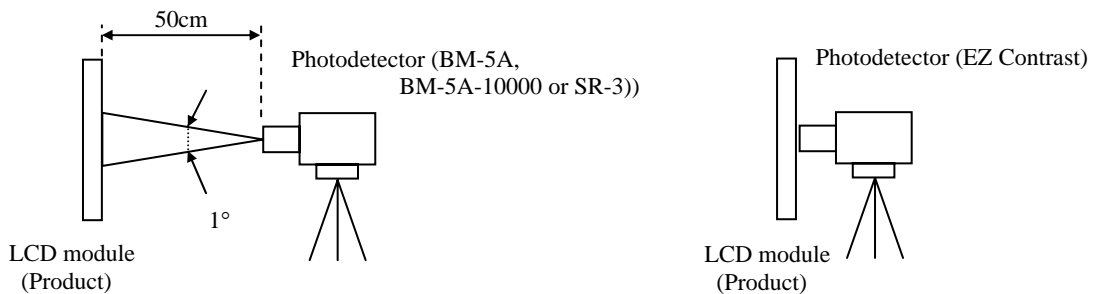 50cm
Photodetector (BM-5A,
BM-5A-10000 or SR-3))
1°
LCD module
(Product)
Photodetector (EZ Contrast)
LCD module
(Product)